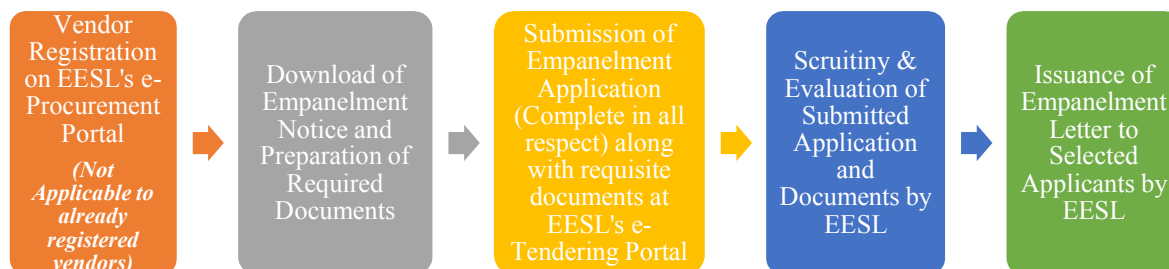 Vendor
Registration
on EESL's e-
Procurement
Portal
(Not
Applicable to
already
registered
vendors)
Download of
Empanelment
Notice and
Preparation of
Required
Documents
Submission of
Empanelment
Application
(Complete in all
respect) along
with requisite
documents at
EESL's e-
Tendering Portal
Scrutiny &
Evaluation of
Submitted
Application
and
Documents by
EESL
Issuance of
Empanelment
Letter to
Selected
Applicants by
EESL